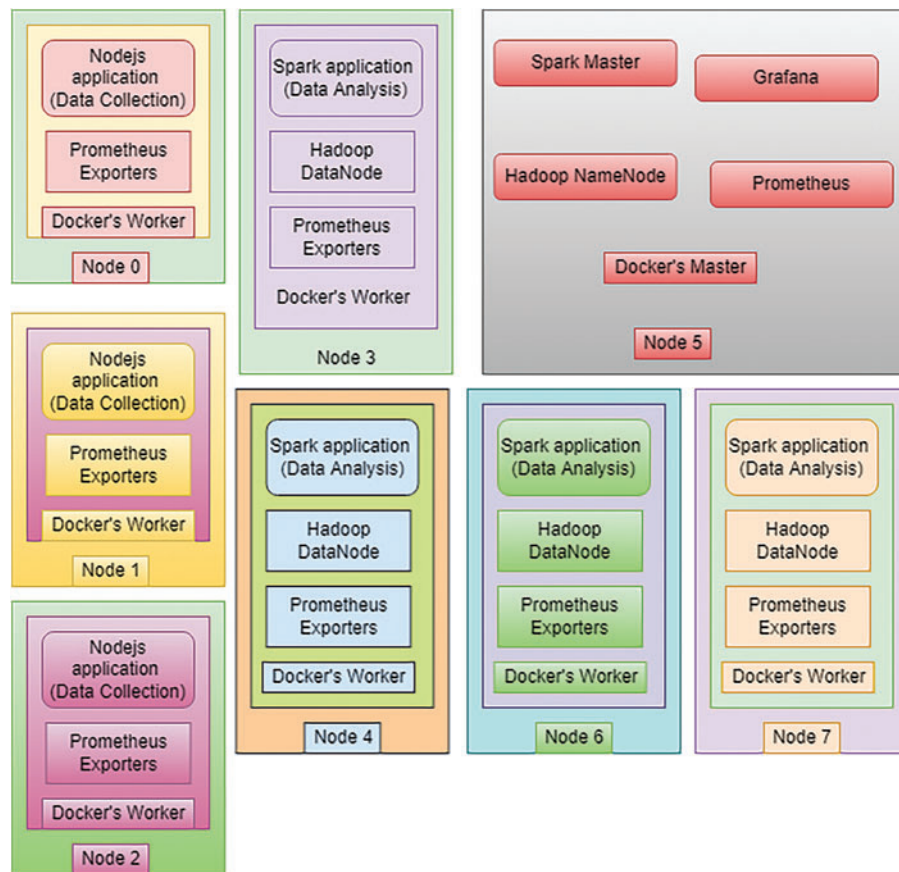 Nodejs
application
(Data Collection)
Prometheus
Exporters
Docker's Worker
Node 0
Spark application
(Data Analysis)
Hadoop
DataNode
Prometheus
Exporters
Docker's Worker
Node 3
Spark Master
Grafana
Hadoop NameNode
Prometheus
Docker's Master
Node 5
Nodejs
application
(Data Collection)
Prometheus
Exporters
Docker's Worker
Node 1
Spark application
(Data Analysis)
Hadoop
DataNode
Prometheus
Exporters
Docker's Worker
Node 4
Spark application
(Data Analysis)
Hadoop
DataNode
Prometheus
Exporters
Docker's Worker
Node 6
Spark application
(Data Analysis)
Hadoop
DataNode
Prometheus
Exporters
Docker's Worker
Node 7
Nodejs
application
(Data Collection)
Prometheus
Exporters
Docker's Worker
Node 2